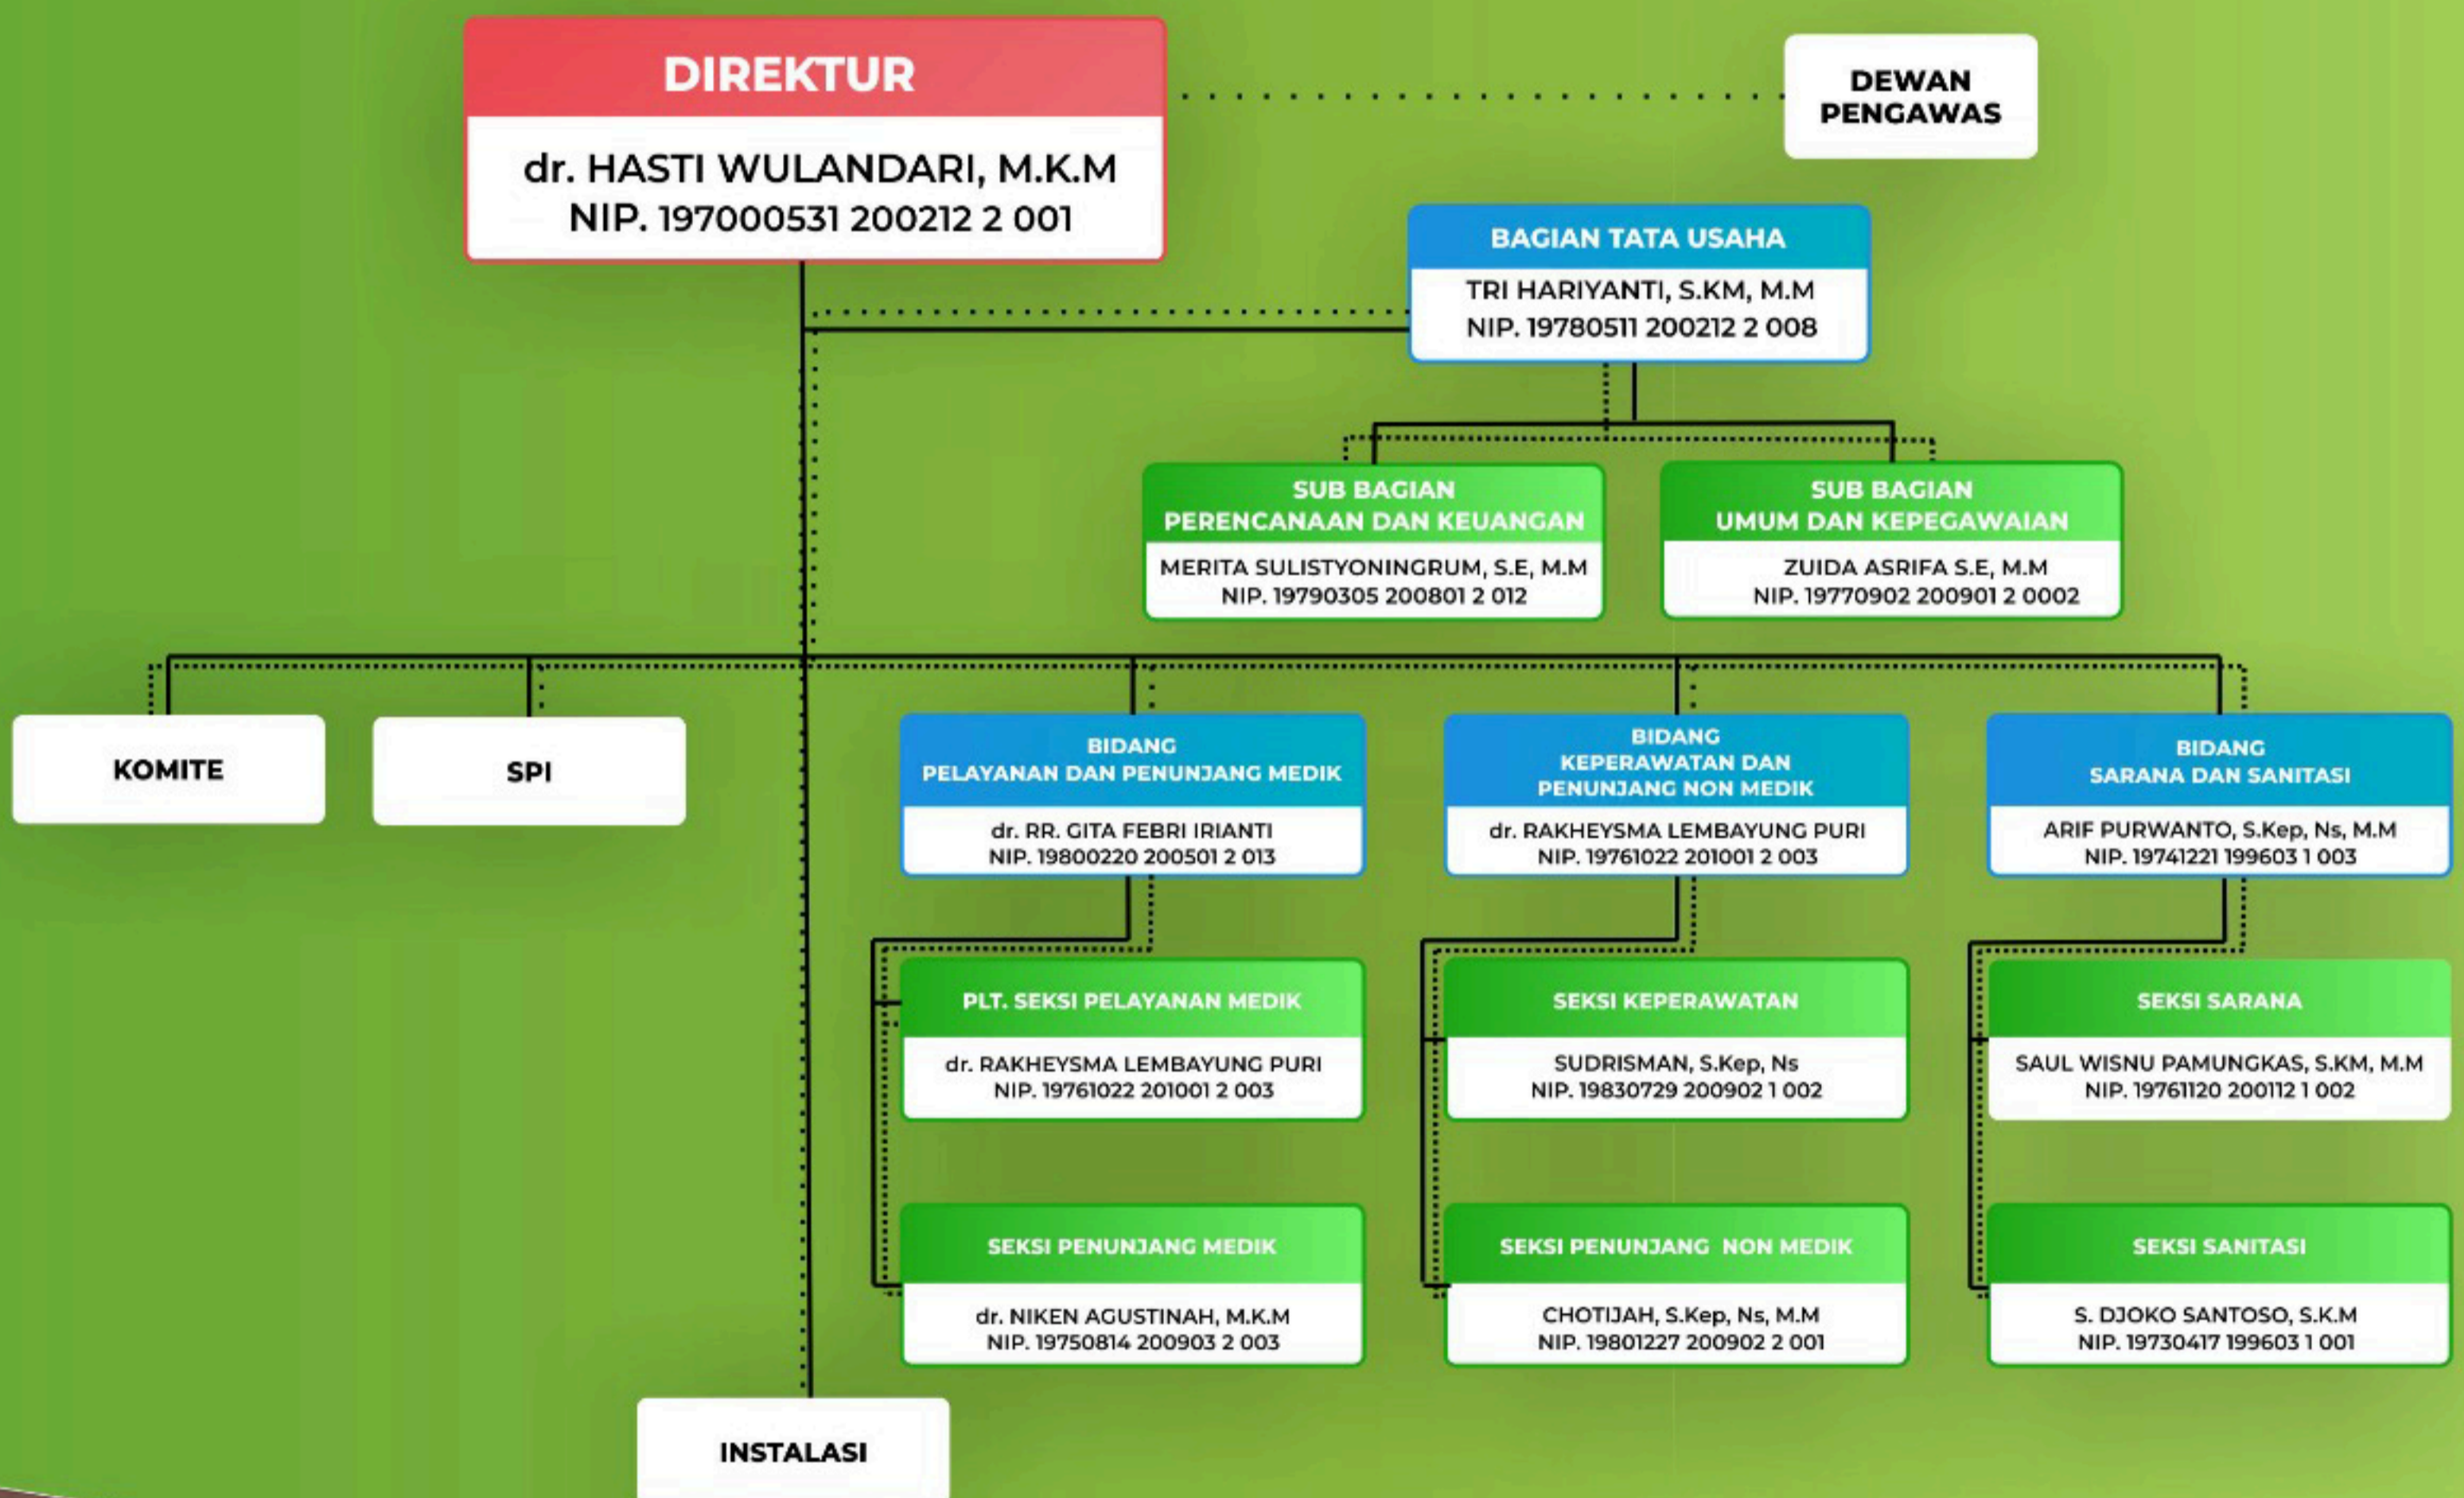 DIREKTUR
dr. HASTI WULANDARI, M.K.M
NIP. 197000531 200212 2 001
DEWAN
PENGAWAS
BAGIAN TATA USAHA
TRI HARIYANTI, S.KM, M.M
NIP. 19780511 200212 2 008
SUB BAGIAN
PERENCANAAN DAN KEUANGAN
MERITA SULISTYONINGRUM, S.E, M.M
NIP. 19790305 200801 2 012
SUB BAGIAN
UMUM DAN KEPEGAWAIAN
ZUIDA ASRIFA S.E, M.M
NIP. 19770902 200901 2 0002
KOMITE
SPI
BIDANG
PELAYANAN DAN PENUNJANG MEDIK
dr. RR. GITA FEBRI IRIANTI
NIP. 19800220 200501 2 013
BIDANG
KEPERAWATAN DAN
PENUNJANG NON MEDIK
dr. RAKHEYSMA LEMBAYUNG PURI
NIP. 19761022 201001 2 003
BIDANG
SARANA DAN SANITASI
ARIF PURWANTO, S.Kep, Ns, M.M
NIP. 19741221 199603 1 003
PLT. SEKSI PELAYANAN MEDIK
dr. RAKHEYSMA LEMBAYUNG PURI
NIP. 19761022 201001 2 003
SEKSI KEPERAWATAN
SUDRISMAN, S.Kep, Ns
NIP. 19830729 200902 1 002
SEKSI SARANA
SAUL WISNU PAMUNGKAS, S.KM, M.M
NIP. 19761120 200112 1 002
SEKSI PENUNJANG MEDIK
dr. NIKEN AGUSTINAH, M.K.M
NIP. 19750814 200903 2 003
SEKSI PENUNJANG NON MEDIK
CHOTIJAH, S.Kep, Ns, M.M
NIP. 19801227 200902 2 001
SEKSI SANITASI
S. DJOKO SANTOSO, S.K.M
NIP. 19730417 199603 1 001
INSTALASI